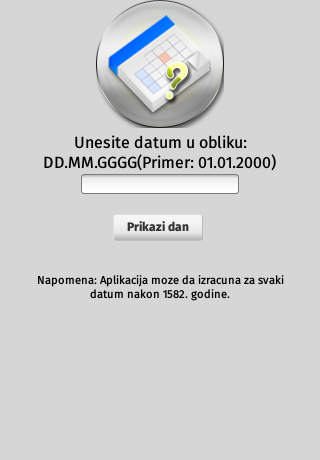 Unesite datum u obliku:
DD.MM.GGGG(Primer: 01.01.2000)
Prikazi dan
Napomena: Aplikacija moze da izracuna za svaki
datum nakon 1582. godine.